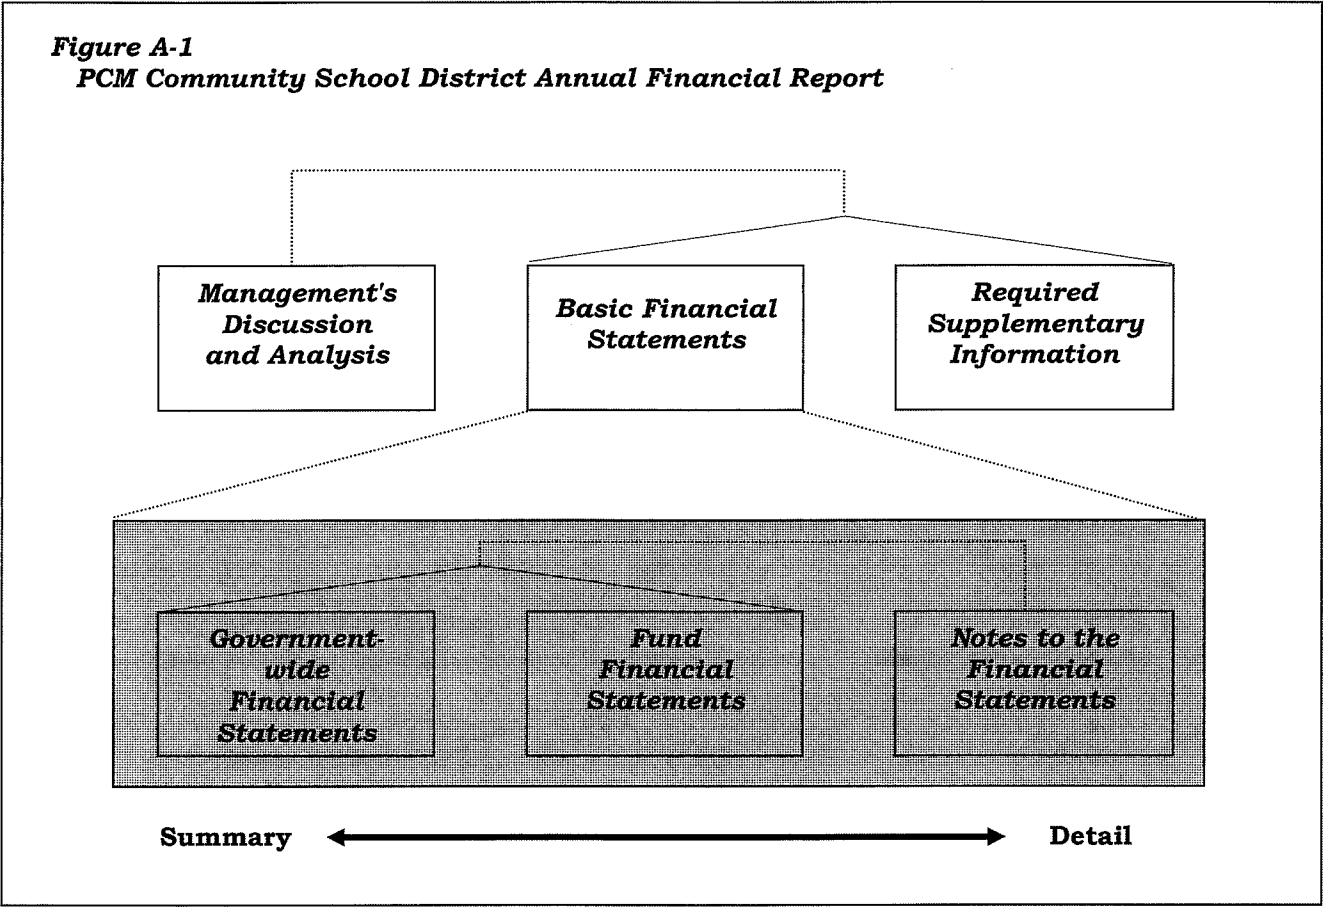 Figure A-1
PCM Community School District Annual Financial Report
Management's
Discussion
and Analysis
Basic Financial
Statements
Required
Supplementary
Information
Government-
wide
Financial
Statements
Fund
Financial
Statements
Notes to the
Financial
Statements
Summary
Detail